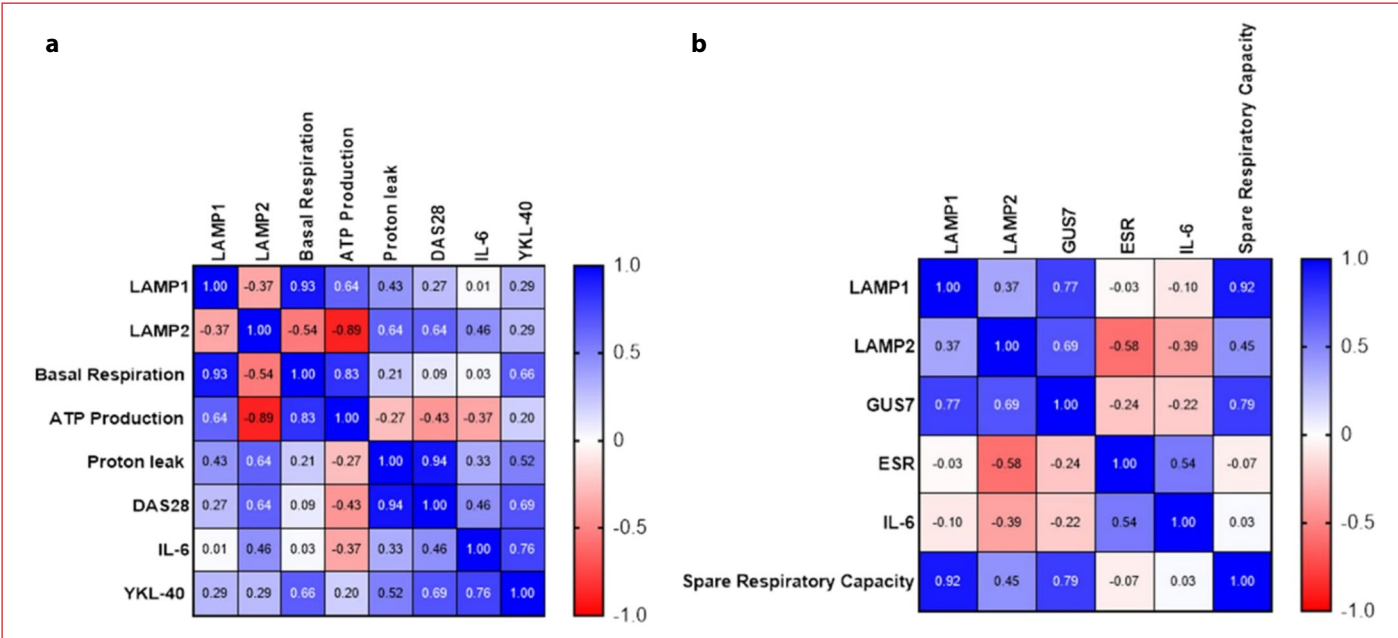 a
LAMP1 LAMP2 Basal Respiration ATP Production Proton leak DAS28 IL-6 YKL-40
LAMP1 1.00 -0.37 0.93 0.64 0.43 0.27 0.01 0.29
LAMP2 -0.37 1.00 -0.54 -0.89 0.64 0.64 0.46 0.29
Basal Respiration 0.93 -0.54 1.00 0.83 0.21 0.09 0.03 0.66
ATP Production 0.64 -0.89 0.83 1.00 -0.27 -0.43 -0.37 0.20
Proton leak 0.43 0.64 0.21 -0.27 1.00 0.94 0.33 0.52
DAS28 0.27 0.64 0.09 -0.43 0.94 1.00 0.46 0.69
IL-6 0.01 0.46 0.03 -0.37 0.33 0.46 1.00 0.76
YKL-40 0.29 0.29 0.66 0.20 0.52 0.69 0.76 1.00
1.0
0.5
0
-0.5
-1.0
b
LAMP1 LAMP2 GUS7 ESR IL-6 Spare Respiratory Capacity
LAMP1 1.00 0.37 0.77 -0.03 -0.10 0.92
LAMP2 0.37 1.00 0.69 -0.58 -0.39 0.45
GUS7 0.77 0.69 1.00 -0.24 -0.22 0.79
ESR -0.03 -0.58 -0.24 1.00 0.54 -0.07
IL-6 -0.10 -0.39 -0.22 0.54 1.00 0.03
Spare Respiratory Capacity 0.92 0.45 0.79 -0.07 0.03 1.00
1.0
0.5
0
-0.5
-1.0